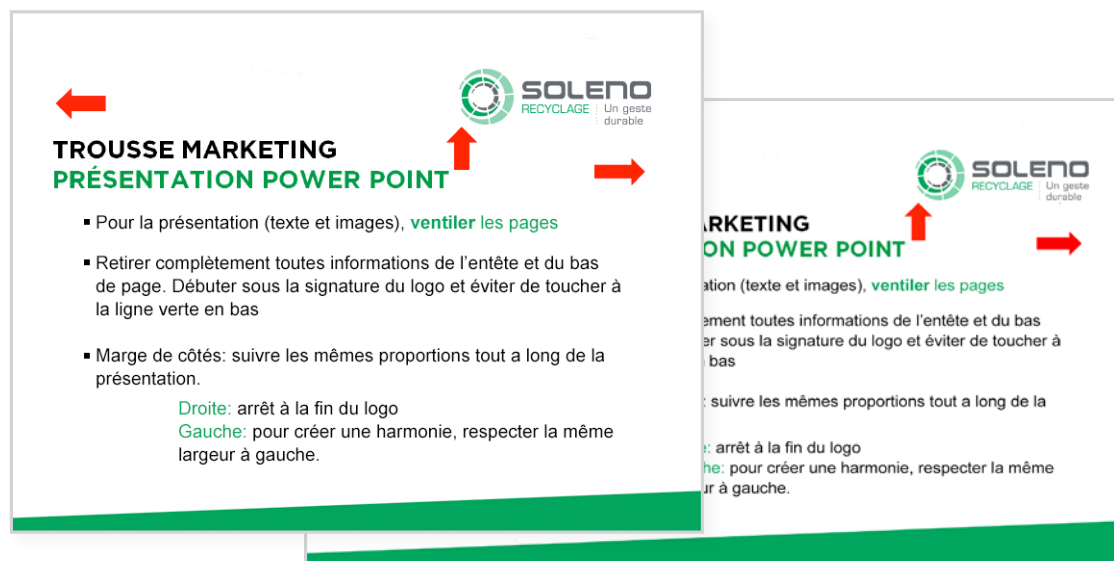 SOLENO
RECYCLAGE
Un geste
durable
TROUSSE MARKETING
PRÉSENTATION POWER POINT
▪ Pour la présentation (texte et images), ventiler les pages
▪ Retirer complètement toutes informations de l’entête et du bas
de page. Débuter sous la signature du logo et éviter de toucher à
la ligne verte en bas
▪ Marge de côtés: suivre les mêmes proportions tout a long de la
présentation.
Droite: arrêt à la fin du logo
Gauche: pour créer une harmonie, respecter la même
largeur à gauche.
SOLENO
RECYCLAGE
Un geste
durable
RKETING
ON POWER POINT
ation (texte et images), ventiler les pages
ement toutes informations de l’entête et du bas
er sous la signature du logo et éviter de toucher à
bas
: suivre les mêmes proportions tout a long de la
: arrêt à la fin du logo
he: pour créer une harmonie, respecter la même
ur à gauche.